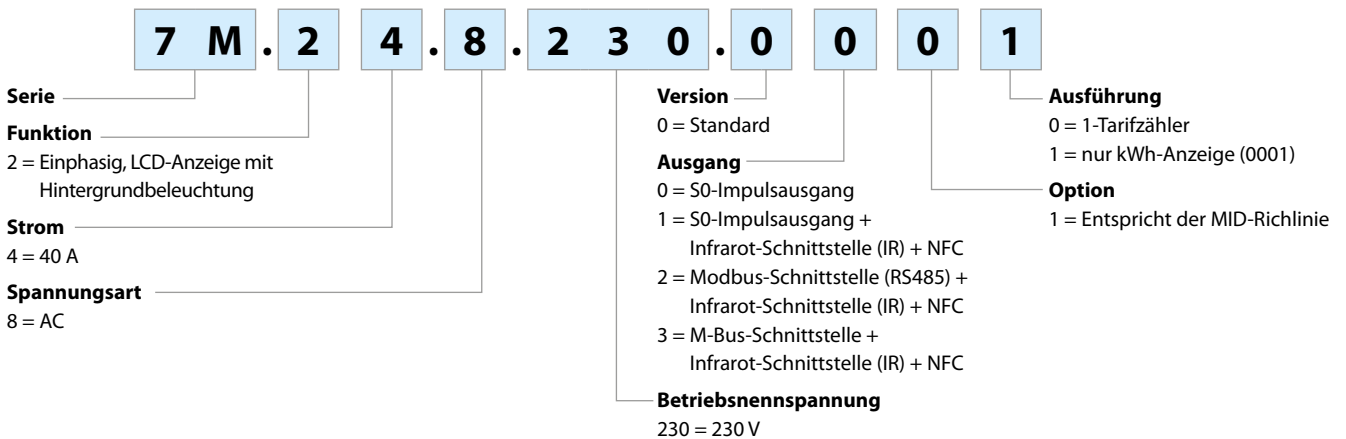 7 M . 2 4 . 8 . 2 3 0 . 0 0 0 1
Serie
Funktion
2 = Einphasig, LCD-Anzeige mit
Hintergrundbeleuchtung
Strom
4 = 40 A
Spannungsart
8 = AC
Version
0 = Standard
Ausgang
0 = S0-Impulsausgang
1 = S0-Impulsausgang +
Infrarot-Schnittstelle (IR) + NFC
2 = Modbus-Schnittstelle (RS485) +
Infrarot-Schnittstelle (IR) + NFC
3 = M-Bus-Schnittstelle +
Infrarot-Schnittstelle (IR) + NFC
Betriebsnennspannung
230 = 230 V
Ausführung
0 = 1-Tarifzähler
1 = nur kWh-Anzeige (0001)
Option
1 = Entspricht der MID-Richlinie